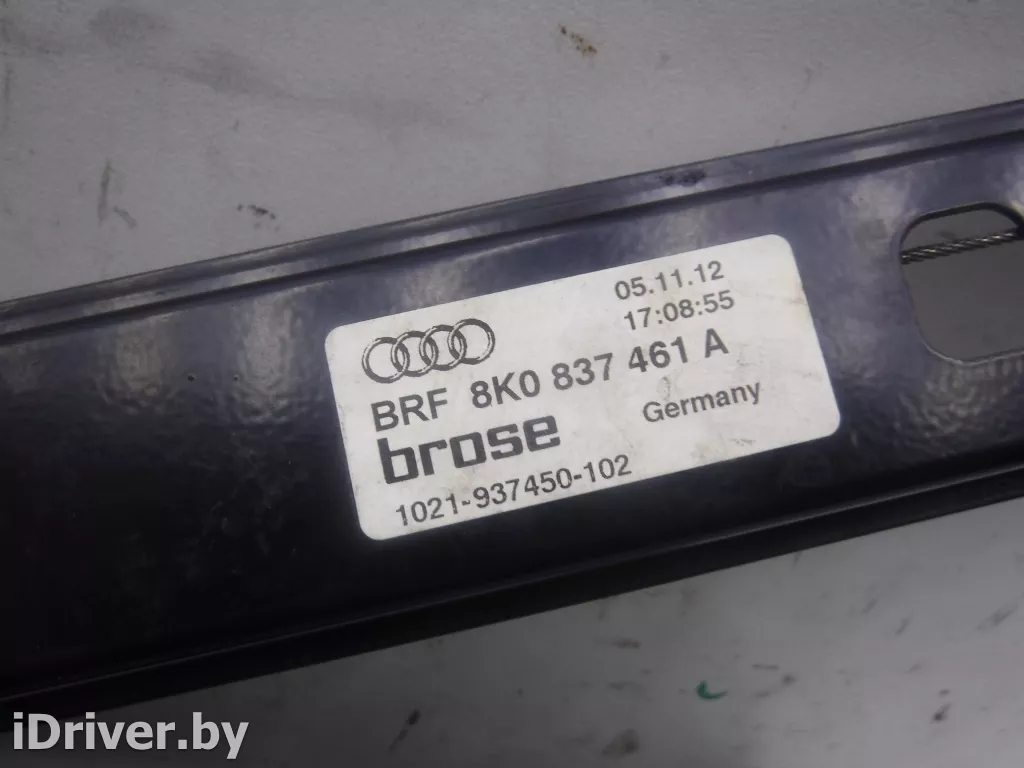 05.11.12
17:08:55
BRF 8K0 837 461 A
brose
Germany
1021-937450-102
iDriver.by